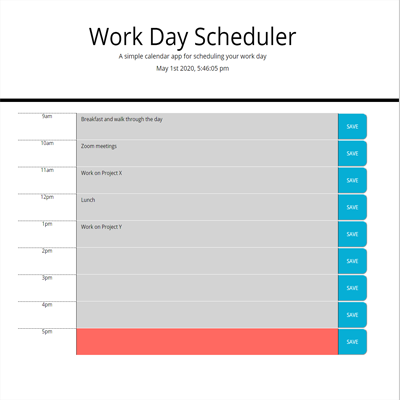 Work Day Scheduler
A simple calendar app for scheduling your work day
May 1st 2020, 5:46:05 pm
9am Breakfast and walk through the day SAVE
10am Zoom meetings SAVE
11am Work on Project X SAVE
12pm Lunch SAVE
1pm Work on Project Y SAVE
2pm SAVE
3pm SAVE
4pm SAVE
5pm SAVE